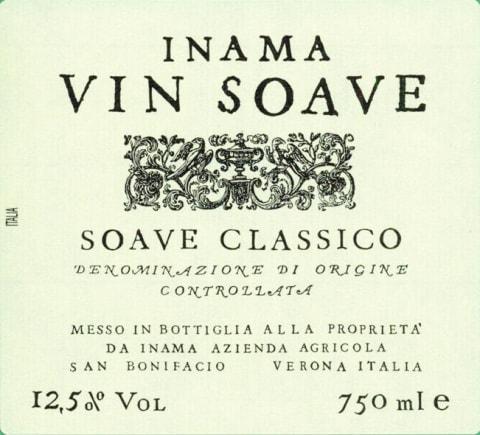 INAMA
VIN SOAVE
ITALIA
SOAVE CLASSICO
DENOMINAZIONE DI ORIGINE
CONTROLLATA
MESSO IN BOTTIGLIA ALLA PROPRIETA'
DA INAMA AZIENDA AGRICOLA
SAN BONIFACIO VERONA ITALIA
12,5% VOL
750 ml e